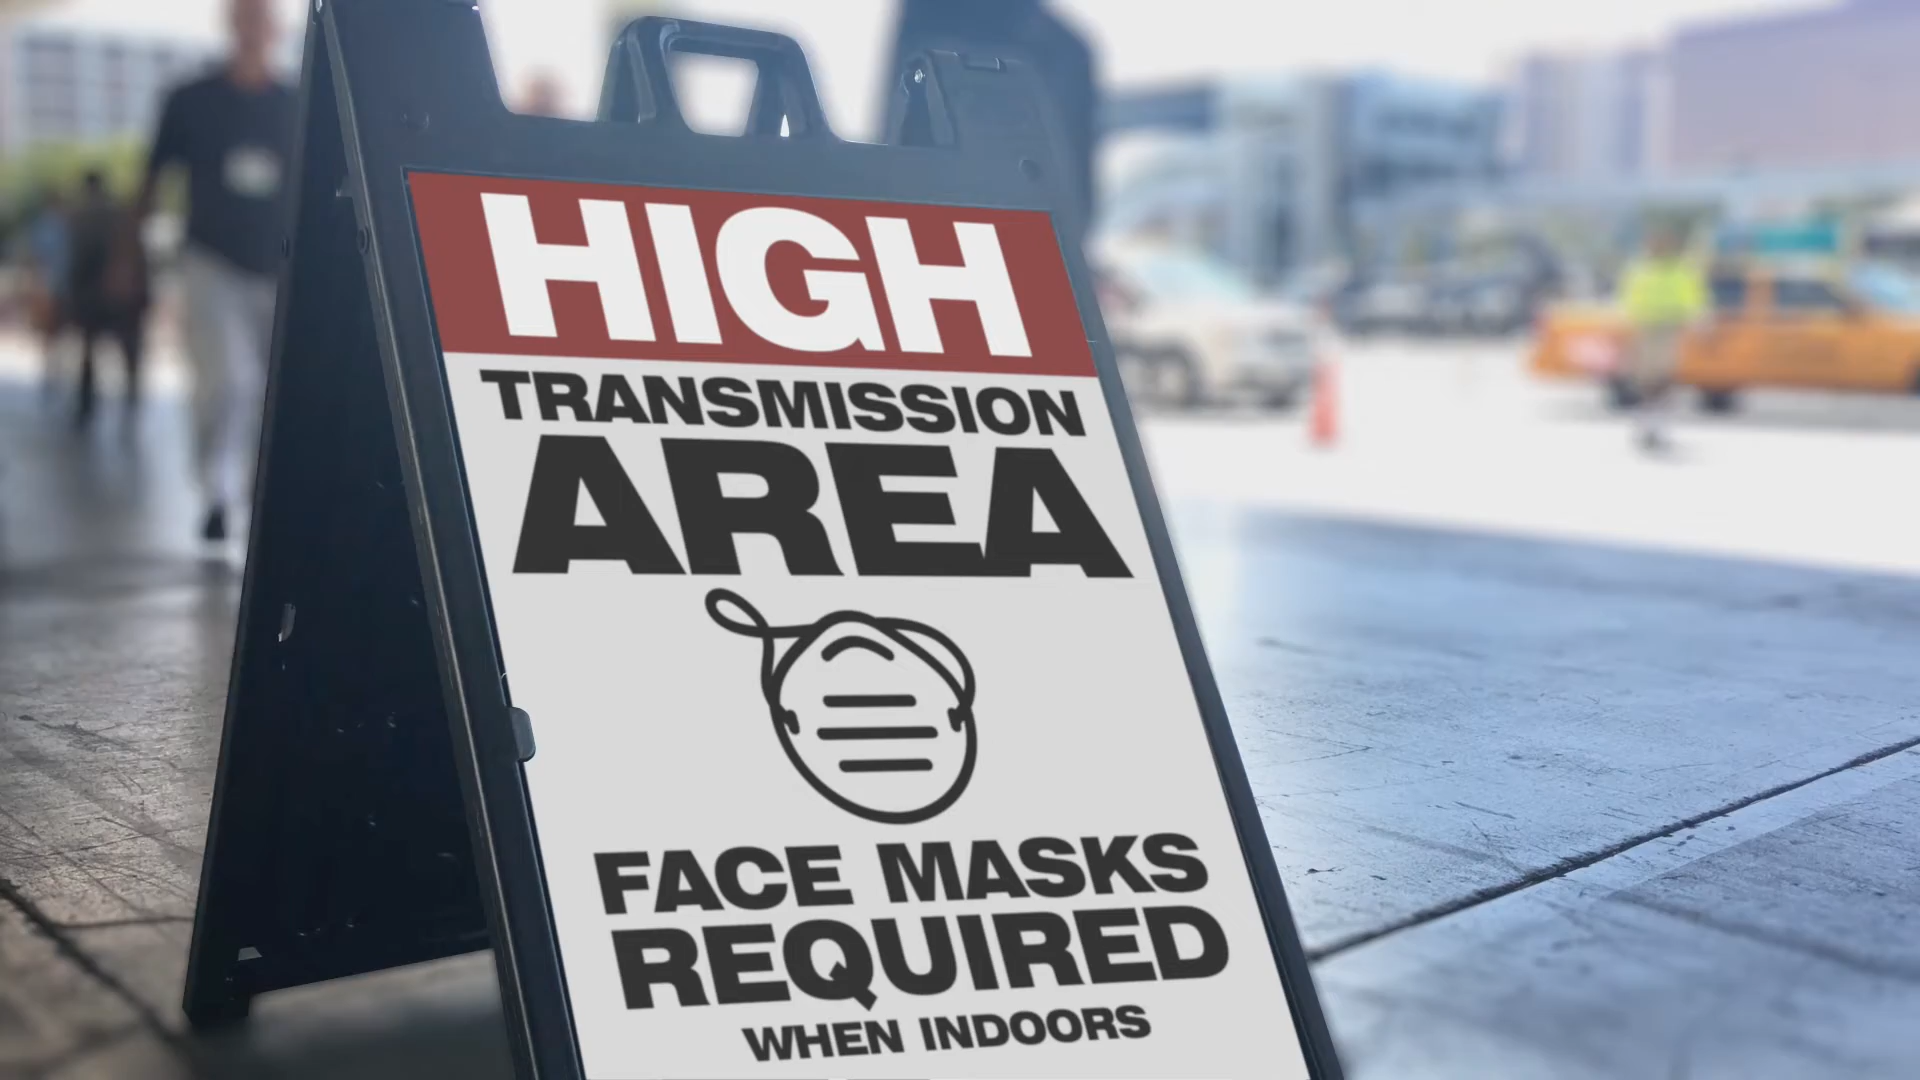 HIGH
TRANSMISSION
AREA
FACE MASKS
REQUIRED
WHEN INDOORS